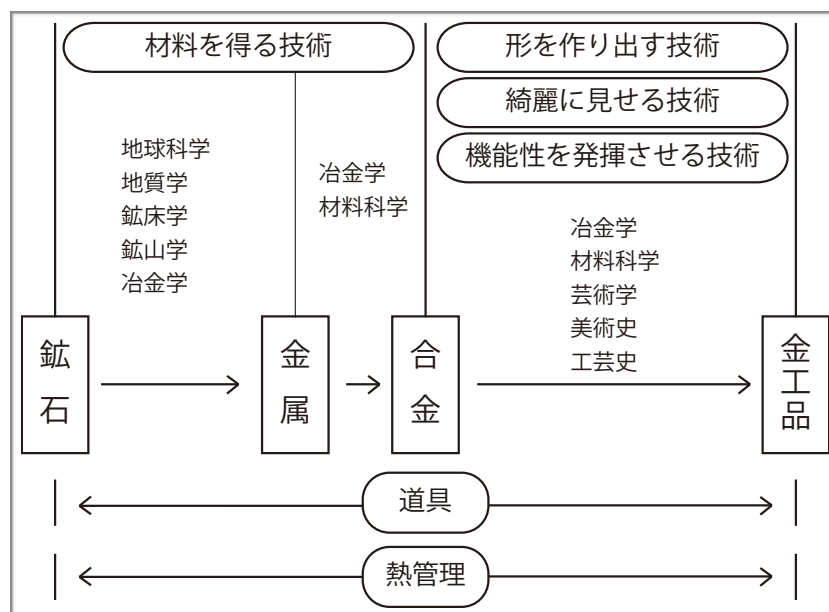 材料を得る技術
形を作り出す技術
綺麗に見せる技術
機能性を発揮させる技術
地球科学
地質学
鉱床学
鉱山学
冶金学
冶金学
材料科学
冶金学
材料科学
芸術学
美術史
工芸史
鉱石
金属
合金
金工品
道具
熱管理